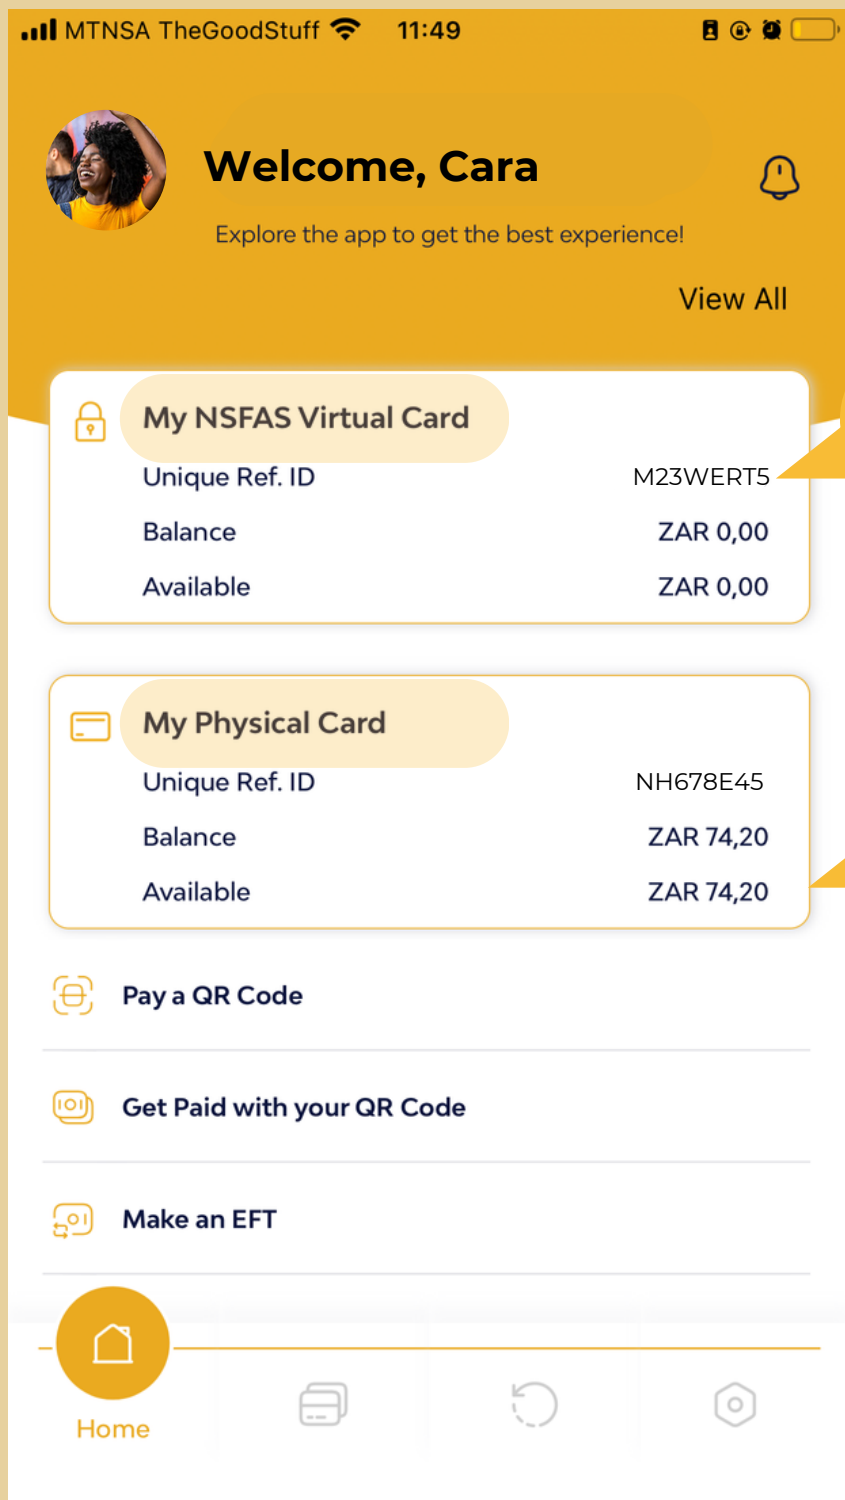 MTNSA TheGoodStuff 11:49
Welcome, Cara
Explore the app to get the best experience!
View All
My NSFAS Virtual Card
Unique Ref. ID M23WERT5
Balance ZAR 0,00
Available ZAR 0,00
My Physical Card
Unique Ref. ID NH678E45
Balance ZAR 74,20
Available ZAR 74,20
Pay a QR Code
Get Paid with your QR Code
Make an EFT
Home